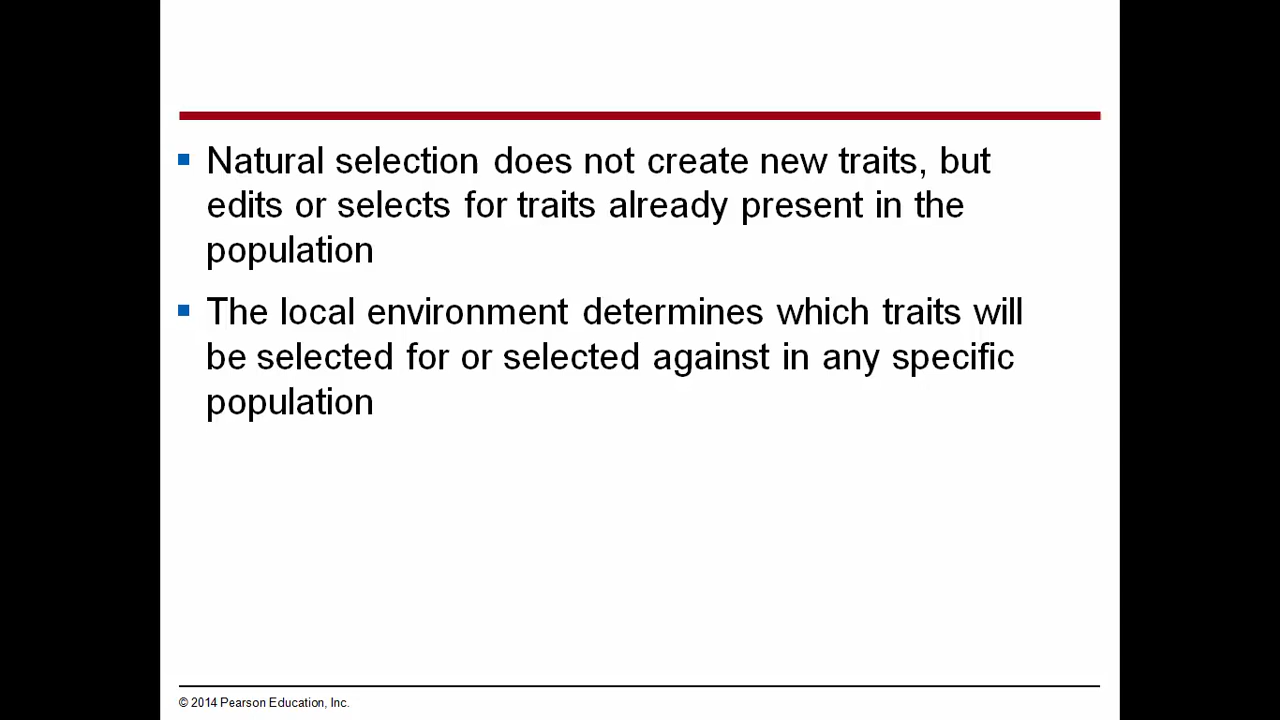 Natural selection does not create new traits, but
edits or selects for traits already present in the
population
The local environment determines which traits will
be selected for or selected against in any specific
population
© 2014 Pearson Education, Inc.